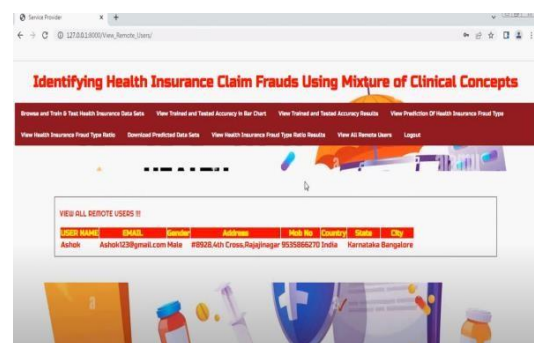 Service Provider
127.0.0.1:8000/View_Remote_Users/
Identifying Health Insurance Claim Frauds Using Mixture of Clinical Concepts
Browse and Train & Test Health Insurance Data Sets View Trained and Tested Accuracy in Bar Chart View Trained and Tested Accuracy Results View Prediction Of Health Insurance Fraud Type
View Health Insurance Fraud Type Ratio Download Predicted Data Sets View Health Insurance Fraud Type Ratio Results View All Remote Users Logout
VIEW ALL REMOTE USERS !!!
USER NAME EMAIL Gender Address Mob No Country State City
Ashok Ashok123@gmail.com Male #8928,4th Cross,Rajajinagar 9535866270 India Karnataka Bangalore